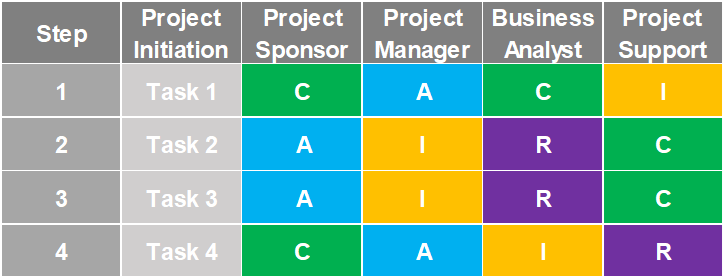 Step Project Initiation Project Sponsor Project Manager Business Analyst Project Support
1 Task 1 C A C I
2 Task 2 A I R C
3 Task 3 A I R C
4 Task 4 C A I R